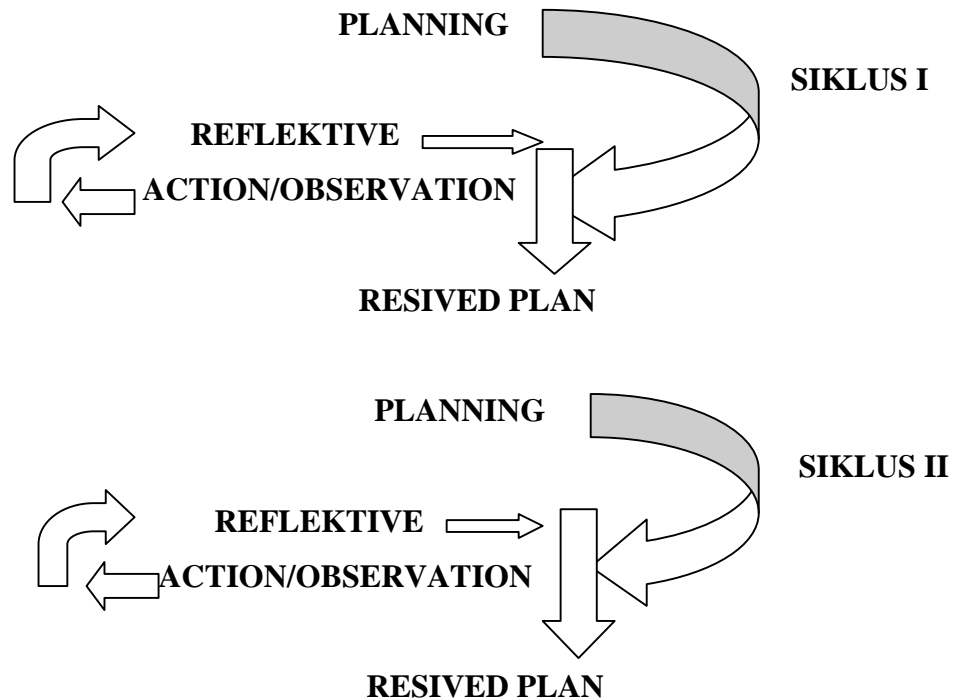 PLANNING
SIKLUS I
REFLEKTIVE
ACTION/OBSERVATION
RESIVED PLAN
PLANNING
SIKLUS II
REFLEKTIVE
ACTION/OBSERVATION
RESIVED PLAN